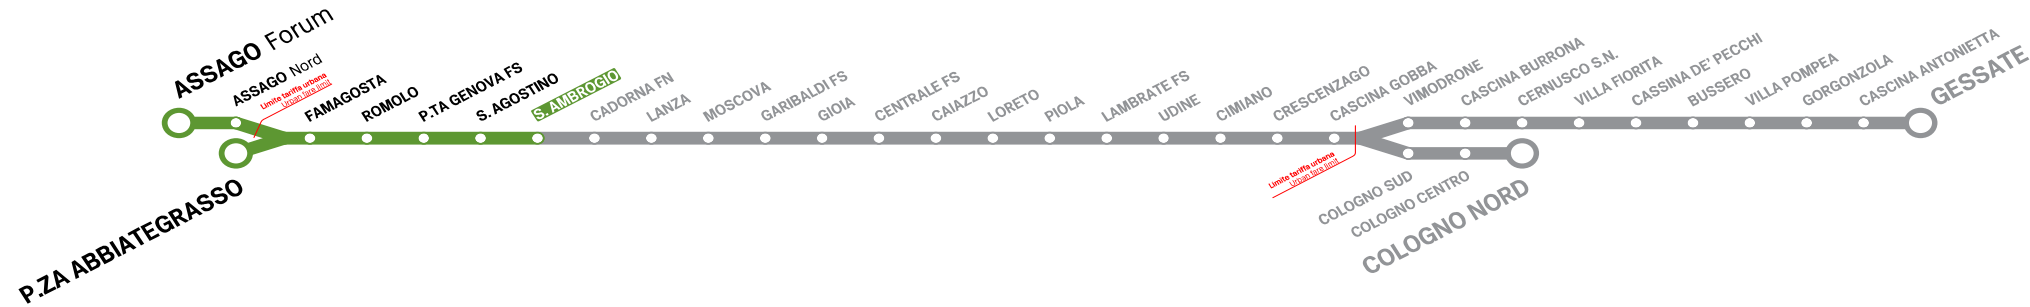 ASSAGO Forum
ASSAGO Nord
Limite tariffa urbana
Urban fare limit
P.ZA ABBIATEGRASSO
FAMAGOSTA
ROMOLO
P.TA GENOVA FS
S. AGOSTINO
S. AMBROGIO
CADORNA FN
LANZA
MOSCOVA
GARIBALDI FS
GIOIA
CENTRALE FS
CAIAZZO
LORETO
PIOLA
LAMBRATE FS
UDINE
CIMIANO
CRESCENZAGO
CASCINA GOBBA
Limite tariffa urbana
Urban fare limit
VIMODRONE
CASCINA BURRONA
CERNUSCO S.N.
VILLA FIORITA
CASSINA DE' PECCHI
BUSSERO
VILLA POMPEA
GORGONZOLA
CASCINA ANTONIETTA
GESSATE
COLOGNO SUD
COLOGNO CENTRO
COLOGNO NORD